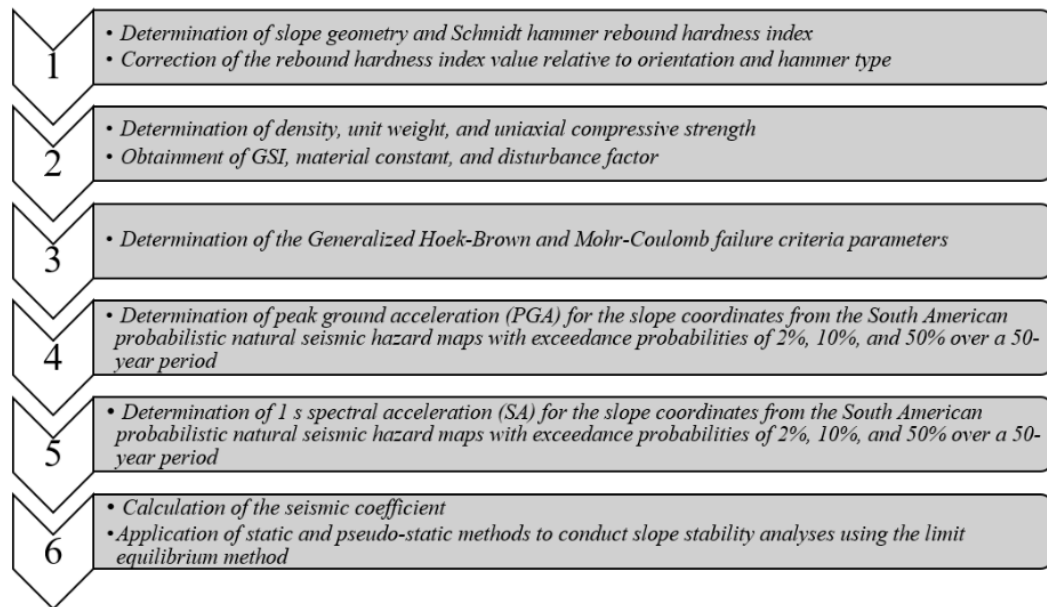 1
• Determination of slope geometry and Schmidt hammer rebound hardness index
• Correction of the rebound hardness index value relative to orientation and hammer type
2
• Determination of density, unit weight, and uniaxial compressive strength
• Obtainment of GSI, material constant, and disturbance factor
3
• Determination of the Generalized Hoek-Brown and Mohr-Coulomb failure criteria parameters
4
• Determination of peak ground acceleration (PGA) for the slope coordinates from the South American
probabilistic natural seismic hazard maps with exceedance probabilities of 2%, 10%, and 50% over a 50-
year period
5
• Determination of 1 s spectral acceleration (SA) for the slope coordinates from the South American
probabilistic natural seismic hazard maps with exceedance probabilities of 2%, 10%, and 50% over a 50-
year period
6
• Calculation of the seismic coefficient
•Application of static and pseudo-static methods to conduct slope stability analyses using the limit
equilibrium method